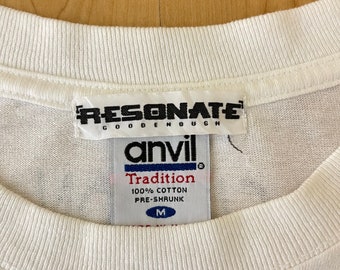 RESONATE
GOODENOUGH
anvil®
Tradition
100% COTTON
PRE-SHRUNK
M